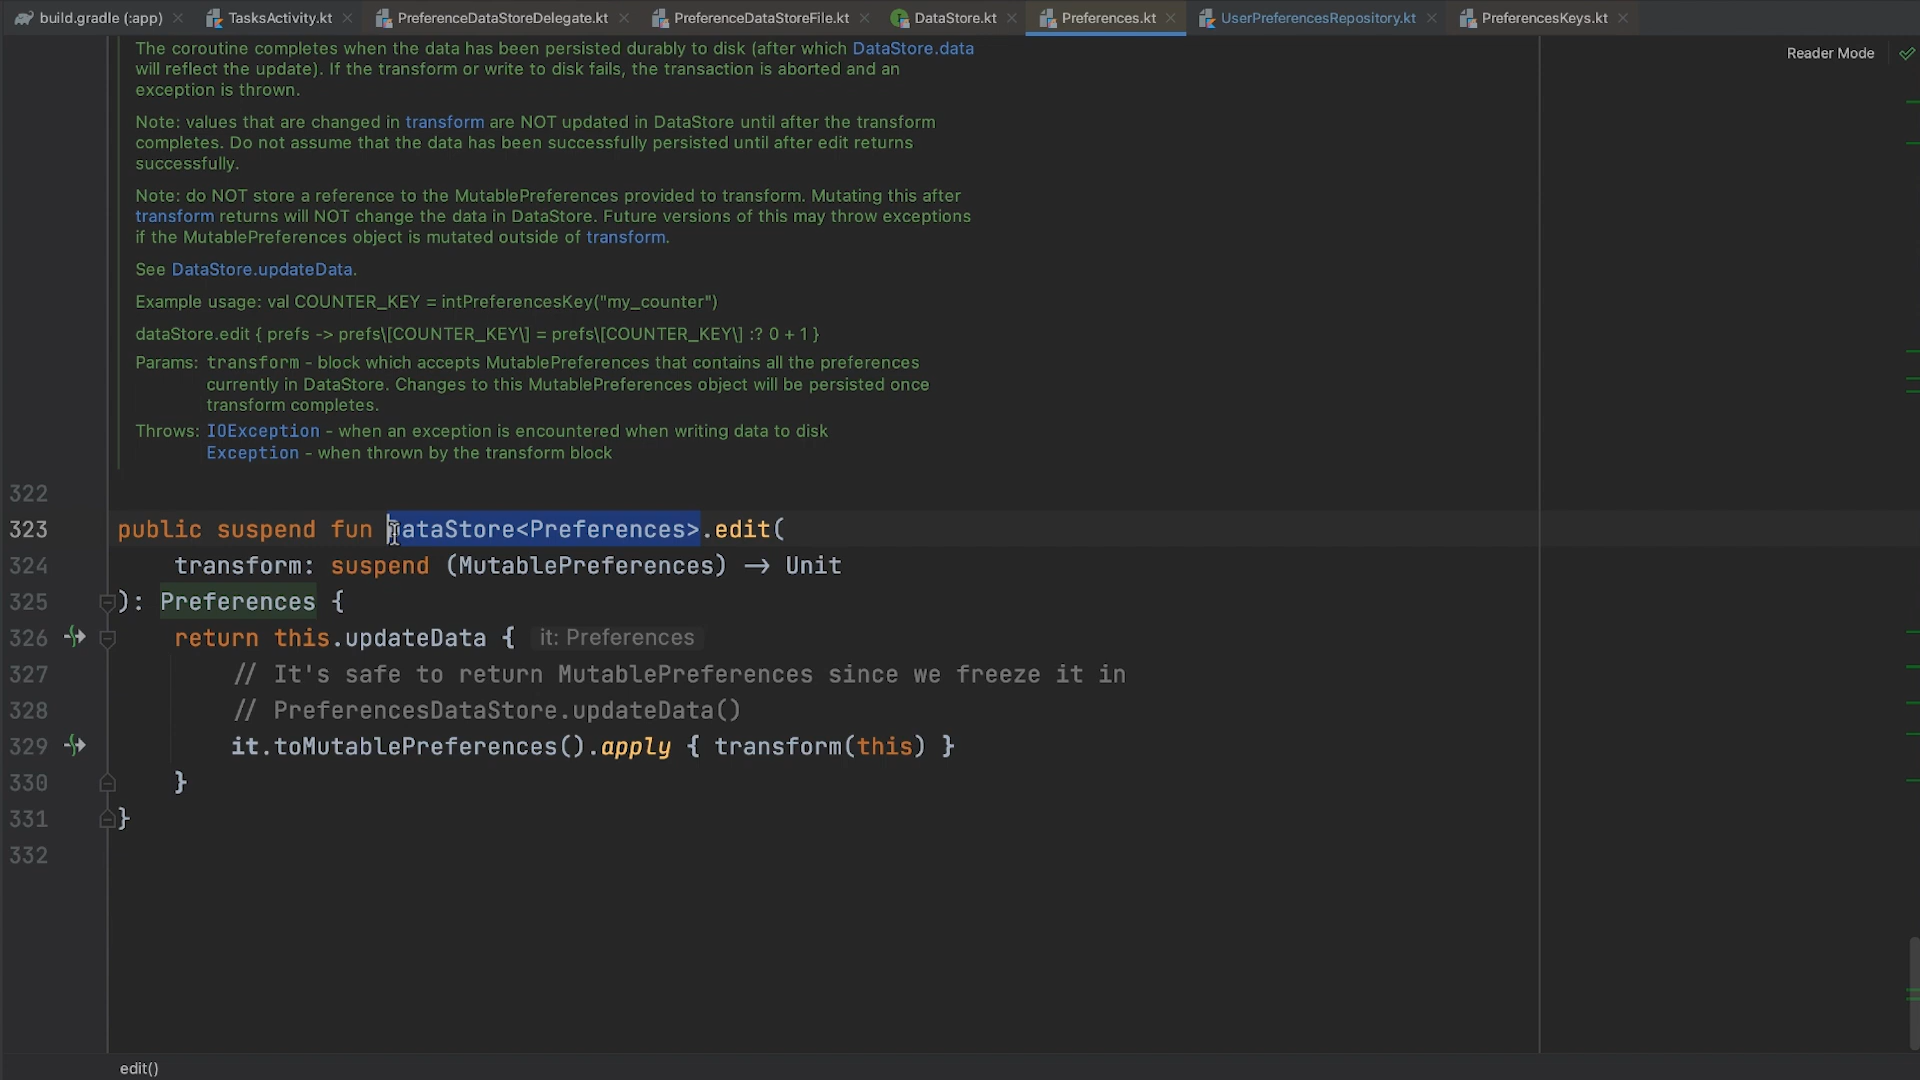 build.gradle (:app) TasksActivity.kt PreferenceDataStoreDelegate.kt PreferenceDataStoreFile.kt DataStore.kt Preferences.kt UserPreferencesRepository.kt PreferencesKeys.kt
Reader Mode
The coroutine completes when the data has been persisted durably to disk (after which DataStore.data
will reflect the update). If the transform or write to disk fails, the transaction is aborted and an
exception is thrown.
Note: values that are changed in transform are NOT updated in DataStore until after the transform
completes. Do not assume that the data has been successfully persisted until after edit returns
successfully.
Note: do NOT store a reference to the MutablePreferences provided to transform. Mutating this after
transform returns will NOT change the data in DataStore. Future versions of this may throw exceptions
if the MutablePreferences object is mutated outside of transform.
See DataStore.updateData.
Example usage: val COUNTER_KEY = intPreferencesKey("my_counter")
dataStore.edit { prefs -> prefs\[COUNTER_KEY\] = prefs\[COUNTER_KEY\] :? 0 + 1 }
Params: transform - block which accepts MutablePreferences that contains all the preferences
currently in DataStore. Changes to this MutablePreferences object will be persisted once
transform completes.
Throws: IOException - when an exception is encountered when writing data to disk
Exception - when thrown by the transform block
322
323 public suspend fun DataStore<Preferences>.edit(
324 transform: suspend (MutablePreferences) → Unit
325 ): Preferences {
326 return this.updateData { it: Preferences
327 // It's safe to return MutablePreferences since we freeze it in
328 // PreferencesDataStore.updateData()
329 it.toMutablePreferences().apply { transform(this) }
330 }
331 }
332
edit()